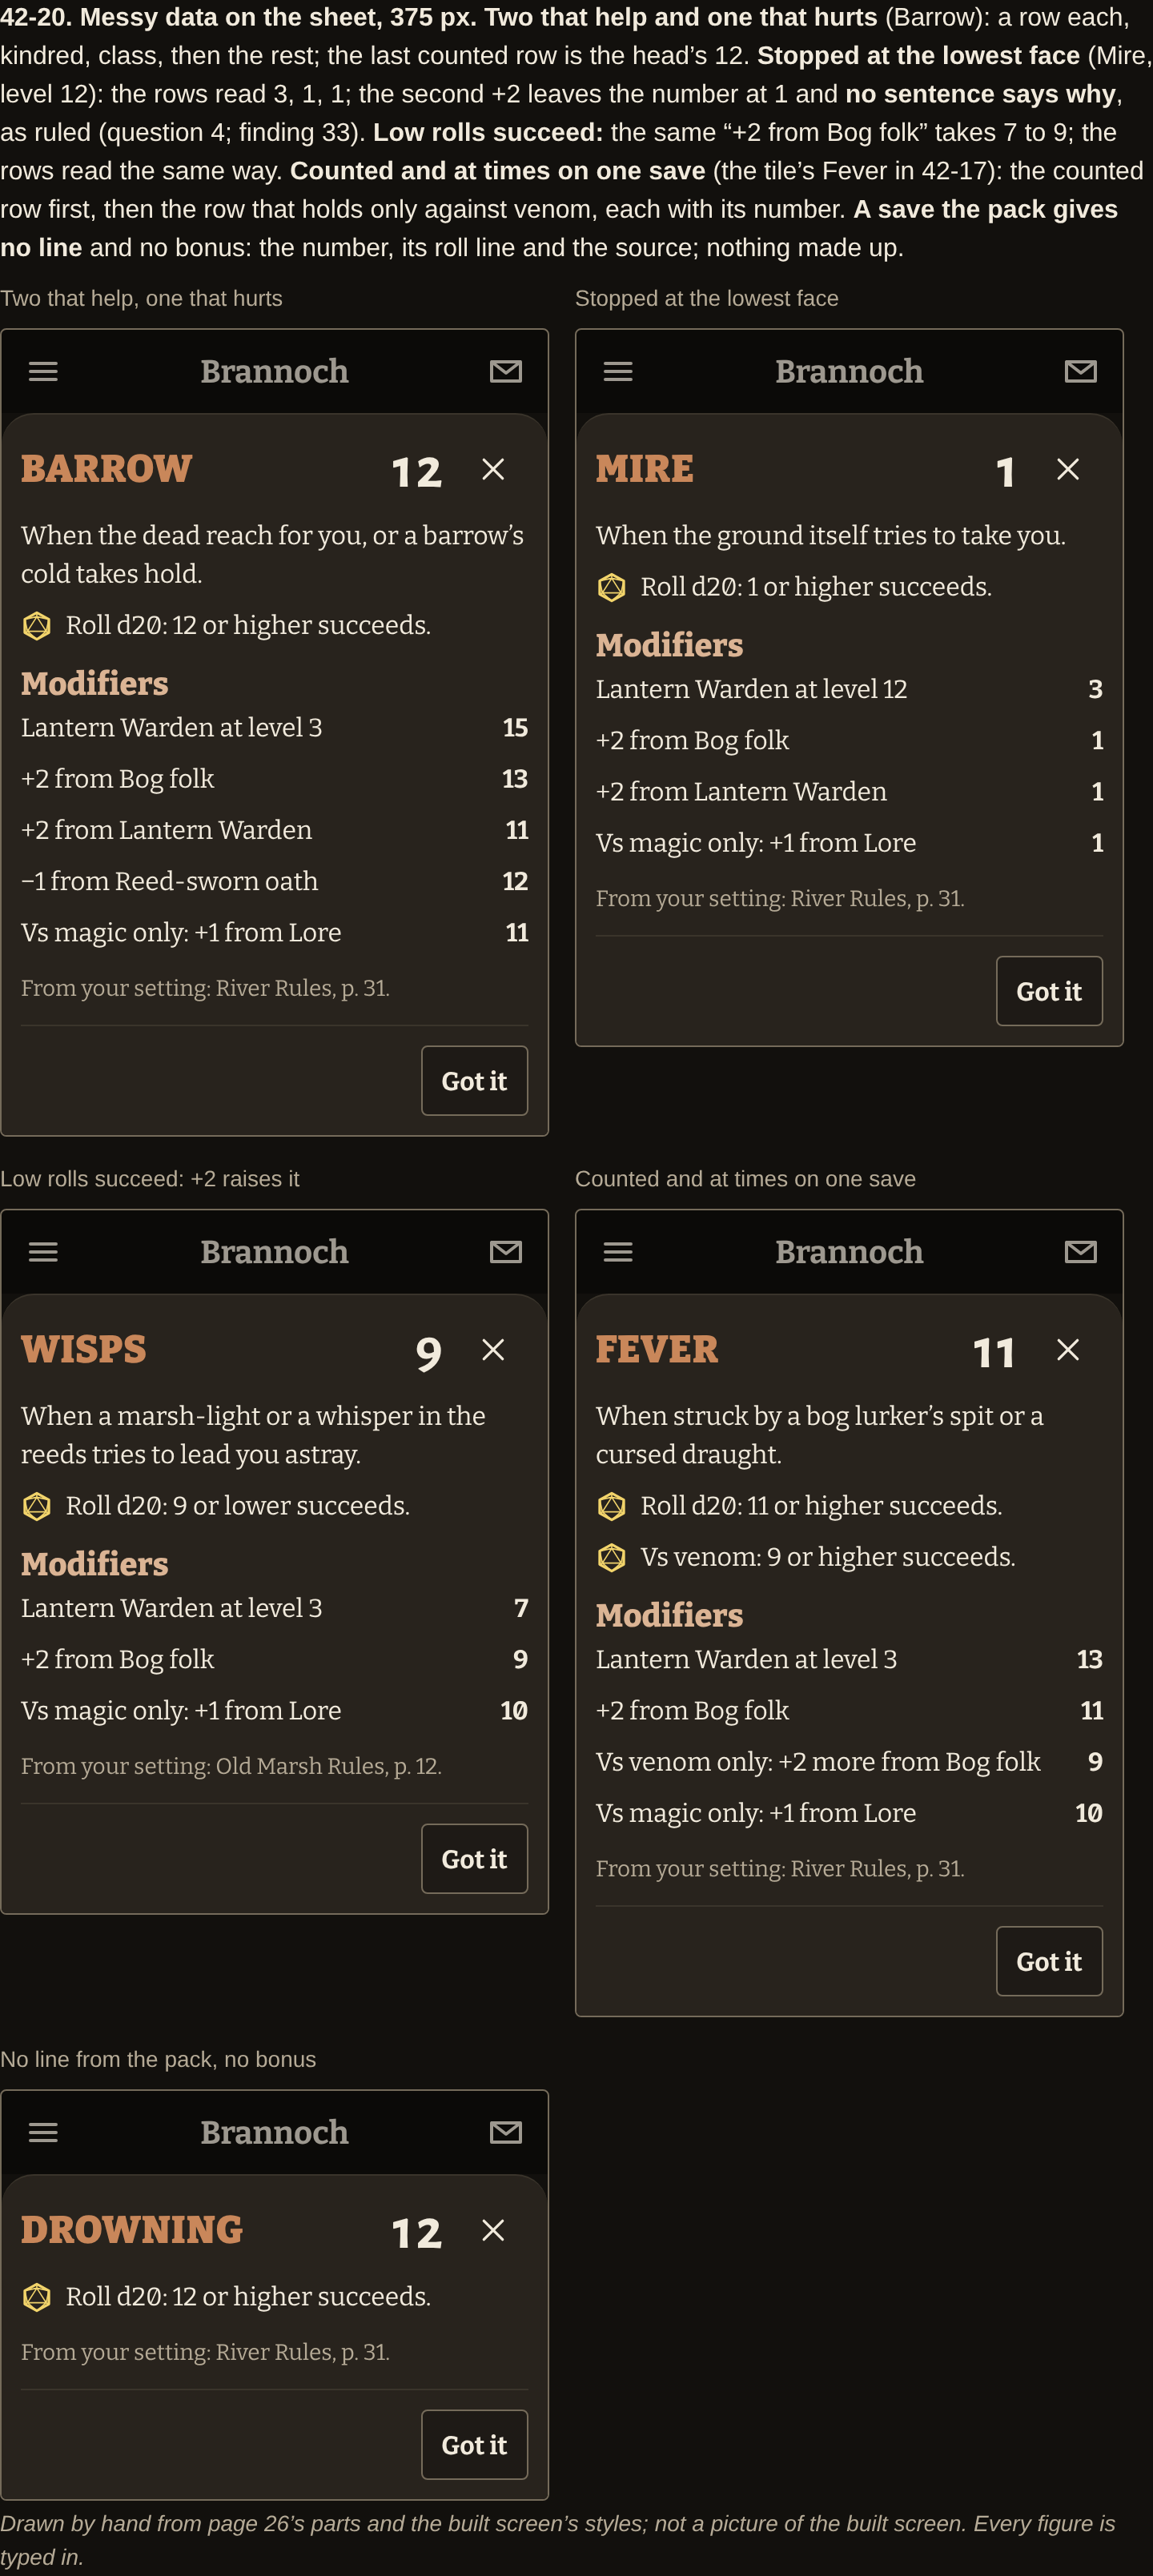 42-20. Messy data on the sheet, 375 px. Two that help and one that hurts (Barrow): a row each,
kindred, class, then the rest; the last counted row is the head’s 12. Stopped at the lowest face (Mire,
level 12): the rows read 3, 1, 1; the second +2 leaves the number at 1 and no sentence says why,
as ruled (question 4; finding 33). Low rolls succeed: the same “+2 from Bog folk” takes 7 to 9; the
rows read the same way. Counted and at times on one save (the tile’s Fever in 42-17): the counted
row first, then the row that holds only against venom, each with its number. A save the pack gives
no line and no bonus: the number, its roll line and the source; nothing made up.
Two that help, one that hurts
Brannoch
BARROW 12
When the dead reach for you, or a barrow’s
cold takes hold.
Roll d20: 12 or higher succeeds.
Modifiers
Lantern Warden at level 3 15
+2 from Bog folk 13
+2 from Lantern Warden 11
−1 from Reed-sworn oath 12
Vs magic only: +1 from Lore 11
From your setting: River Rules, p. 31.
Got it
Stopped at the lowest face
Brannoch
MIRE 1
When the ground itself tries to take you.
Roll d20: 1 or higher succeeds.
Modifiers
Lantern Warden at level 12 3
+2 from Bog folk 1
+2 from Lantern Warden 1
Vs magic only: +1 from Lore 1
From your setting: River Rules, p. 31.
Got it
Low rolls succeed: +2 raises it
Brannoch
WISPS 9
When a marsh-light or a whisper in the
reeds tries to lead you astray.
Roll d20: 9 or lower succeeds.
Modifiers
Lantern Warden at level 3 7
+2 from Bog folk 9
Vs magic only: +1 from Lore 10
From your setting: Old Marsh Rules, p. 12.
Got it
Counted and at times on one save
Brannoch
FEVER 11
When struck by a bog lurker’s spit or a
cursed draught.
Roll d20: 11 or higher succeeds.
Vs venom: 9 or higher succeeds.
Modifiers
Lantern Warden at level 3 13
+2 from Bog folk 11
Vs venom only: +2 more from Bog folk 9
Vs magic only: +1 from Lore 10
From your setting: River Rules, p. 31.
Got it
No line from the pack, no bonus
Brannoch
DROWNING 12
Roll d20: 12 or higher succeeds.
From your setting: River Rules, p. 31.
Got it
Drawn by hand from page 26’s parts and the built screen’s styles; not a picture of the built screen. Every figure is
typed in.